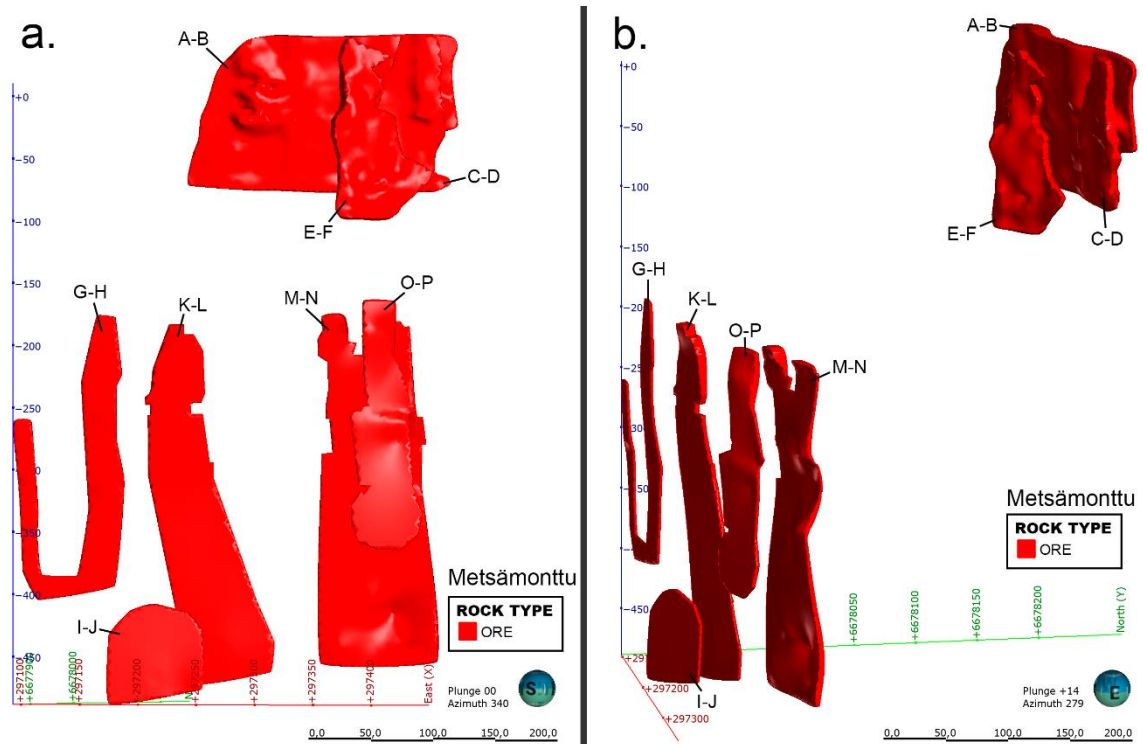 a.
A-B
+0
-50
C-D
-100
E-F
-150
G-H
K-L
M-N
O-P
-200
-250
-350
Metsämonttu
ROCK TYPE
ORE
-400
I-J
+297100
+6678000
+297150
+297200
+297350
+297400
East (X)
Plunge 00
Azimuth 340
S
0,0 50,0 100,0 150,0 200,0
b.
A-B
+0
-50
-100
E-F
C-D
-150
G-H
K-L
O-P
M-N
Metsämonttu
ROCK TYPE
ORE
-450
+6678050
+6678100
+6678150
+6678200
North (Y)
+297200
I-J
+297300
Plunge +14
Azimuth 279
E
0,0 50,0 100,0 150,0 200,0